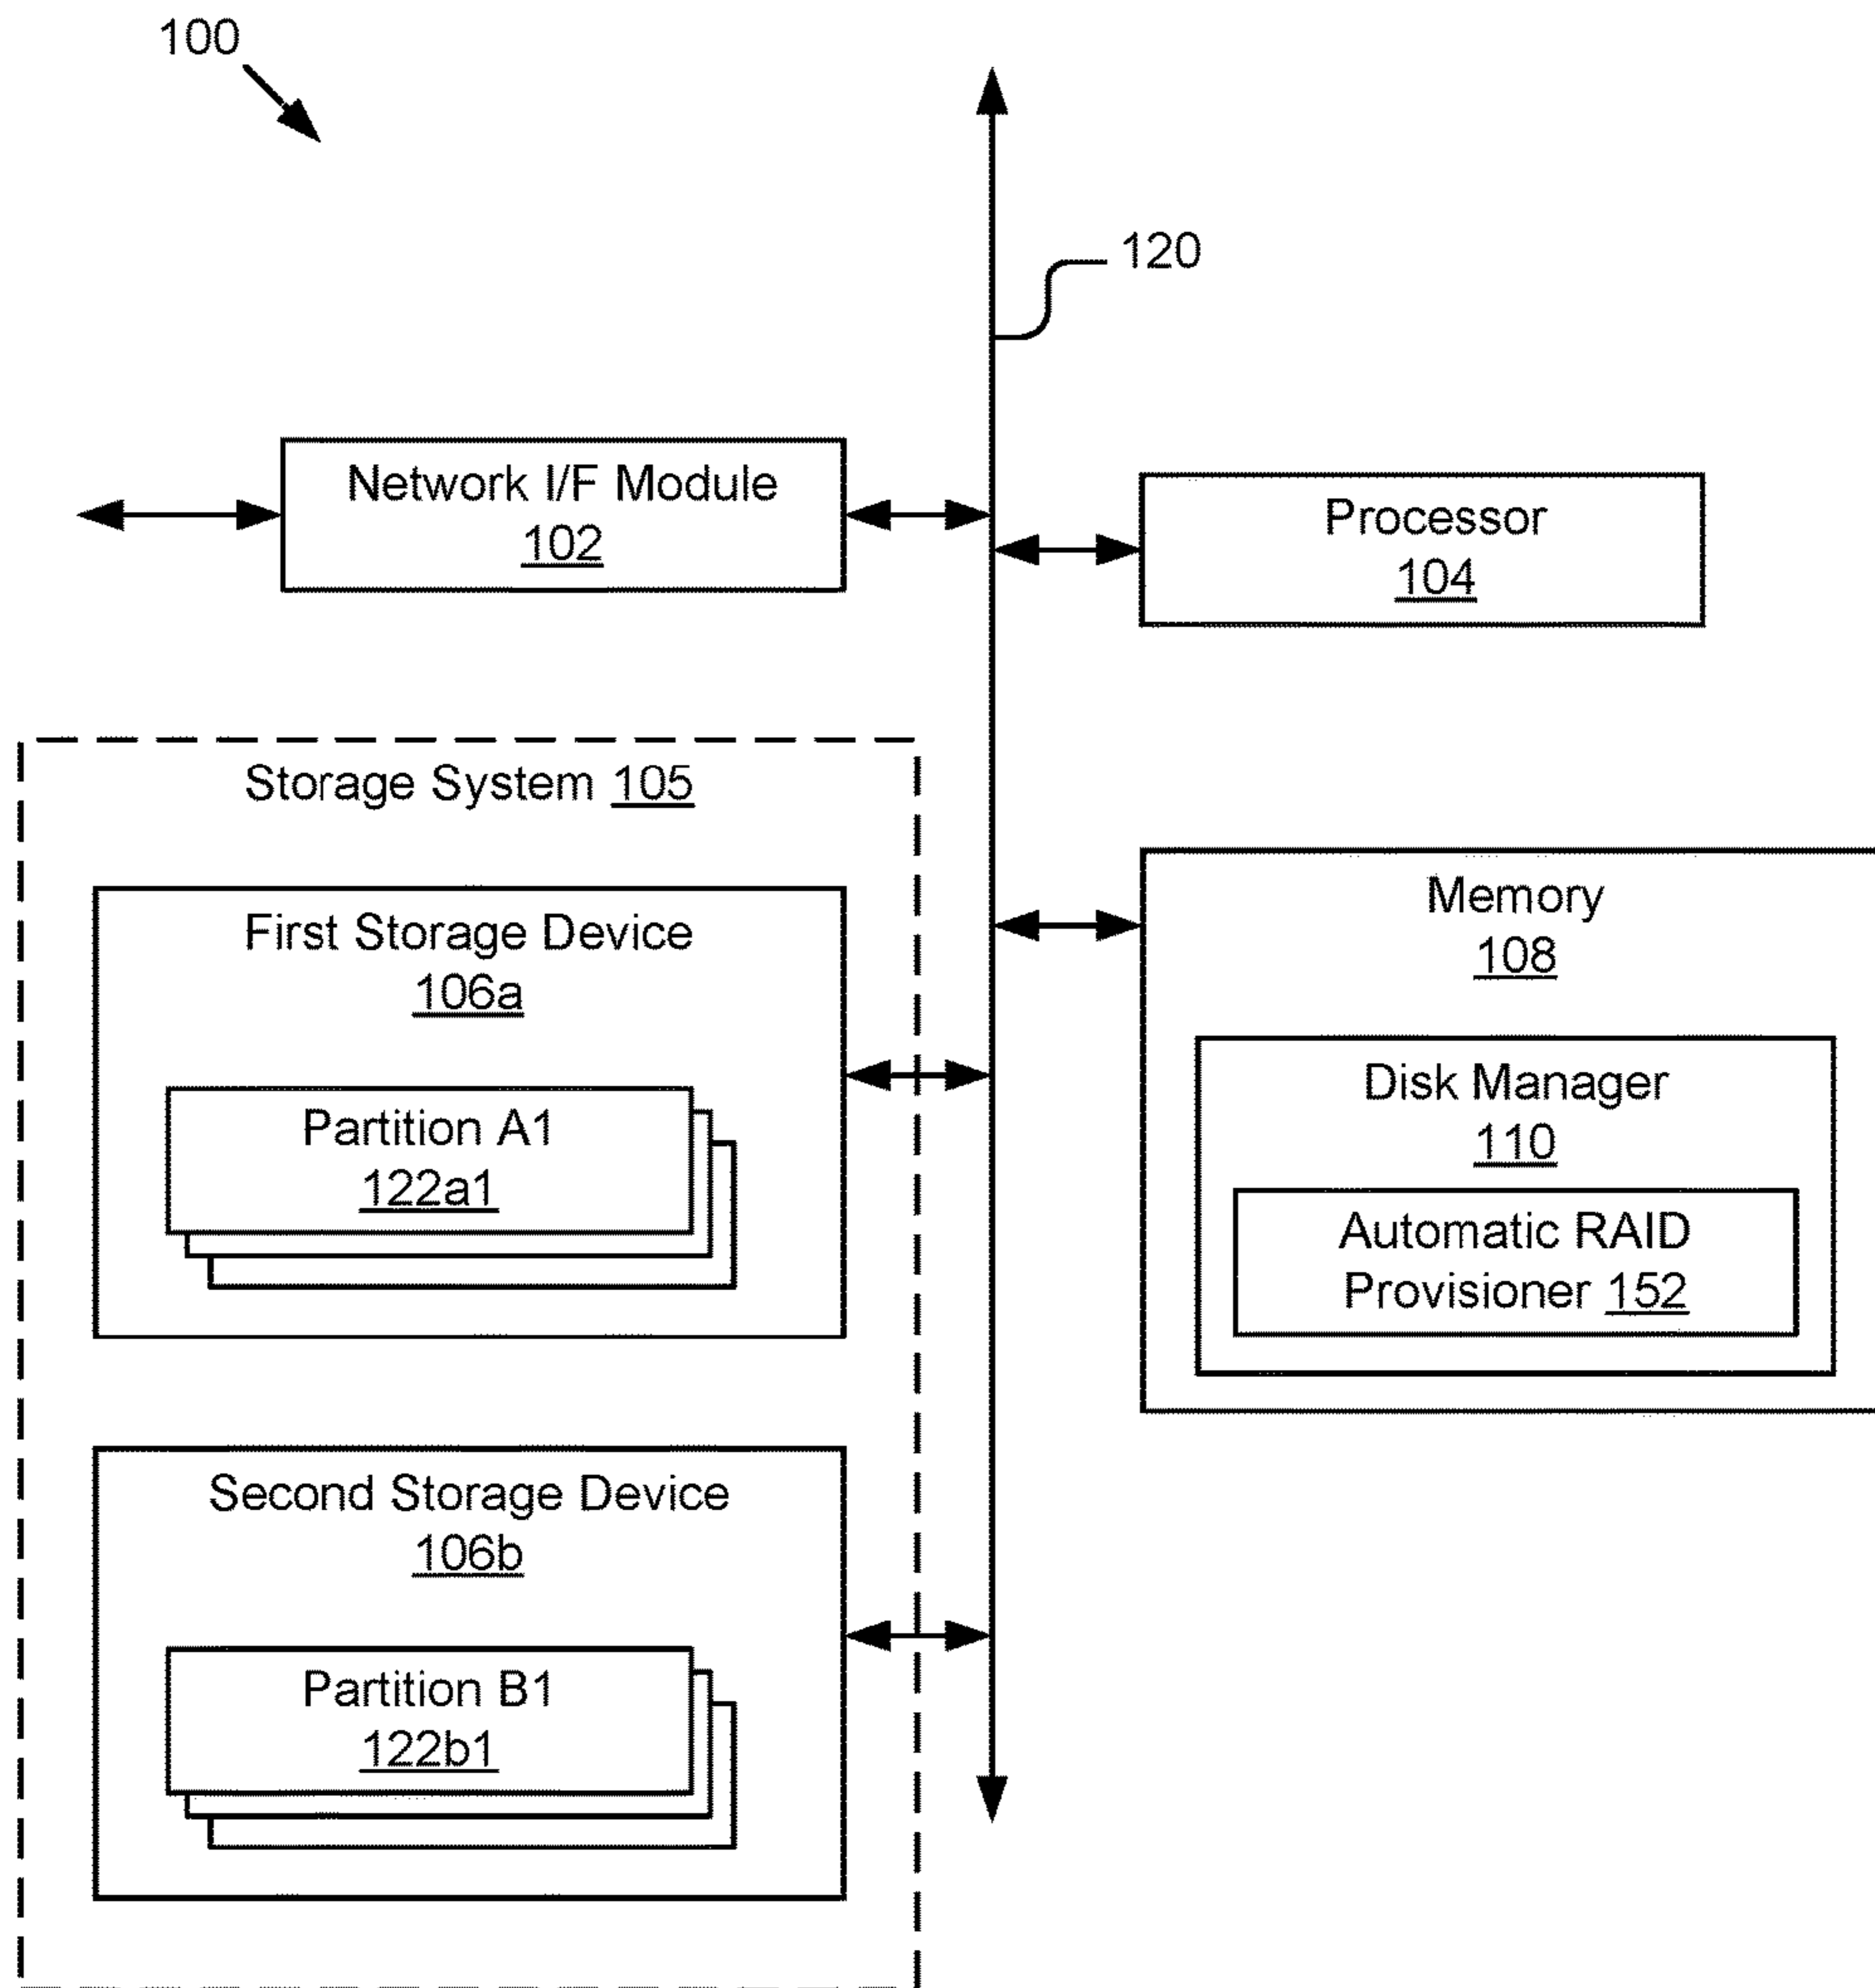 100
120
Network I/F Module
102
Processor
104
Storage System 105
First Storage Device
106a
Partition A1
122a1
Memory
108
Disk Manager
110
Automatic RAID
Provisioner 152
Second Storage Device
106b
Partition B1
122b1